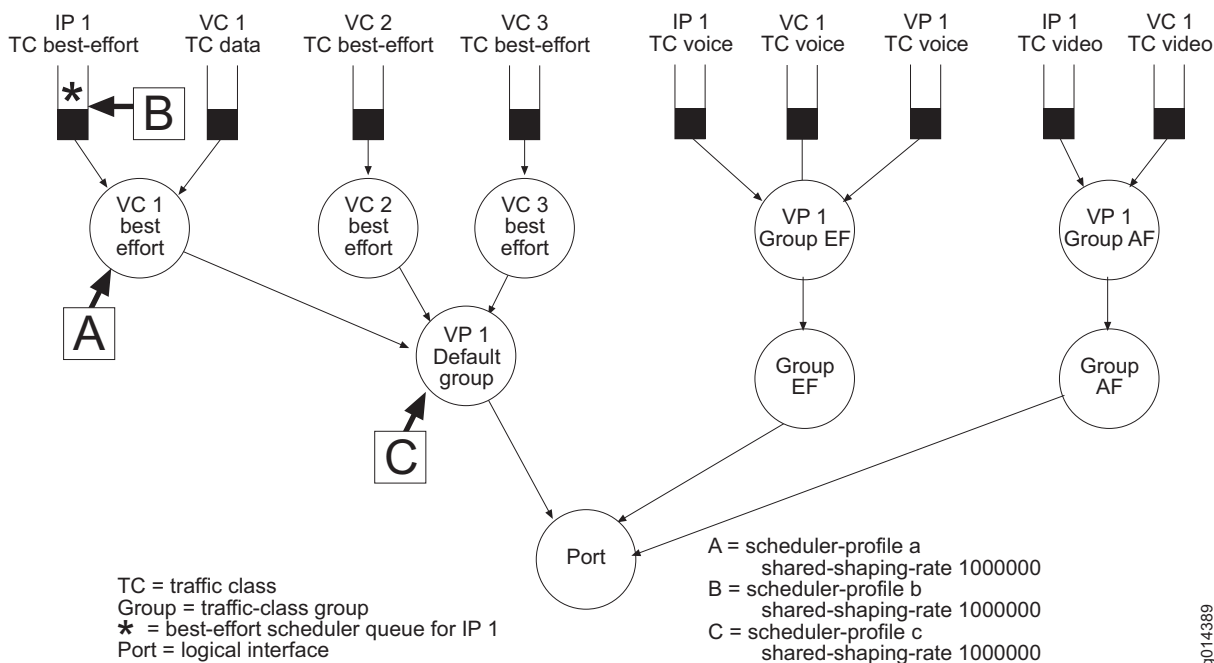 IP 1
TC best-effort
VC 1
TC data
VC 2
TC best-effort
VC 3
TC best-effort
IP 1
TC voice
VC 1
TC voice
VP 1
TC voice
IP 1
TC video
VC 1
TC video
*
B
VC 1
best
effort
VC 2
best
effort
VC 3
best
effort
VP 1
Group EF
VP 1
Group AF
A
VP 1
Default
group
Group
EF
Group
AF
C
Port
TC = traffic class
Group = traffic-class group
* = best-effort scheduler queue for IP 1
Port = logical interface
A = scheduler-profile a
shared-shaping-rate 1000000
B = scheduler-profile b
shared-shaping-rate 1000000
C = scheduler-profile c
shared-shaping-rate 1000000
g014389